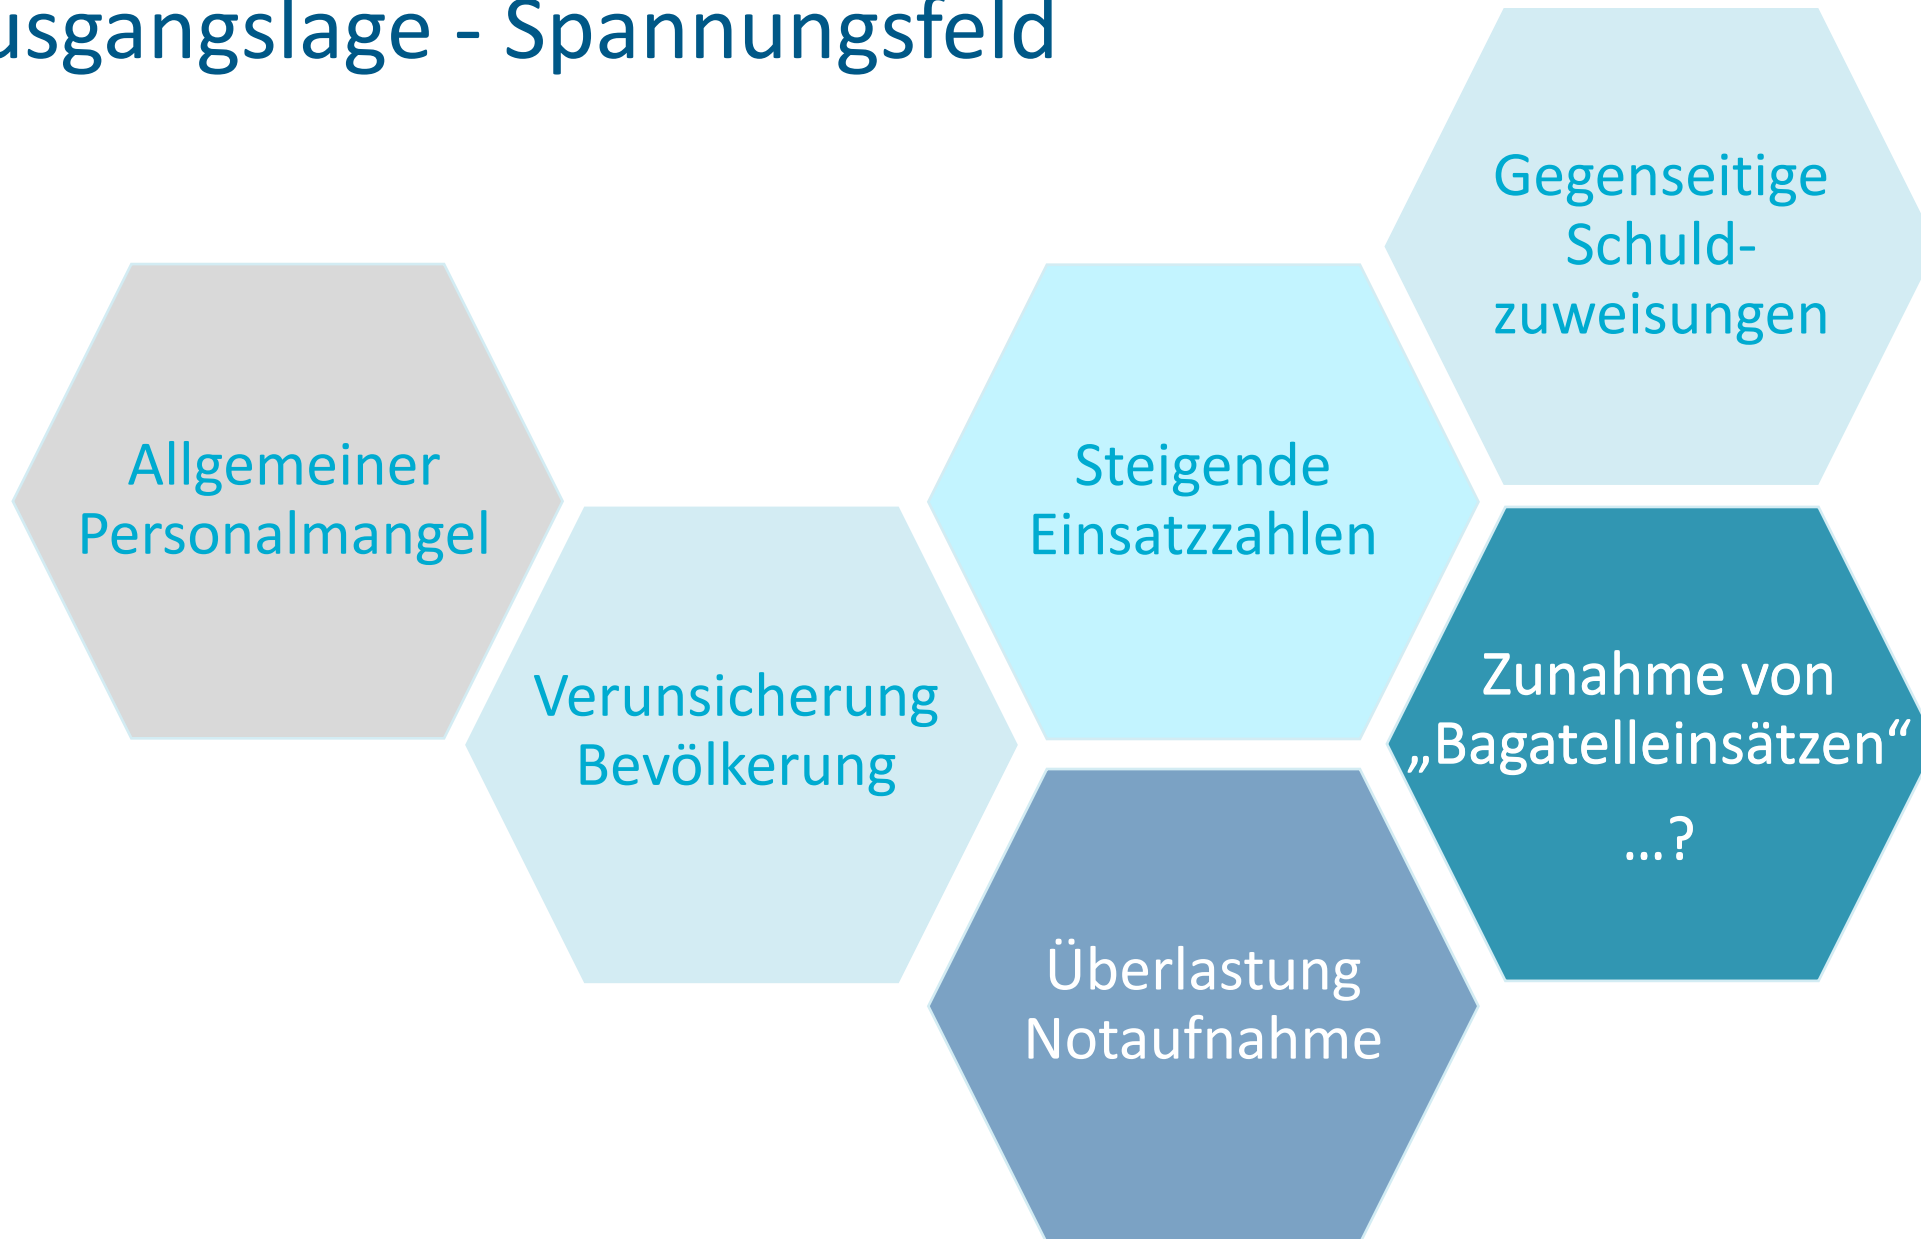 usgangslage - Spannungsfeld
Gegenseitige
Schuld-
zuweisungen
Allgemeiner
Personalmangel
Steigende
Einsatzzahlen
Verunsicherung
Bevölkerung
Zunahme von
„Bagatelleinsätzen“
...?
Überlastung
Notaufnahme